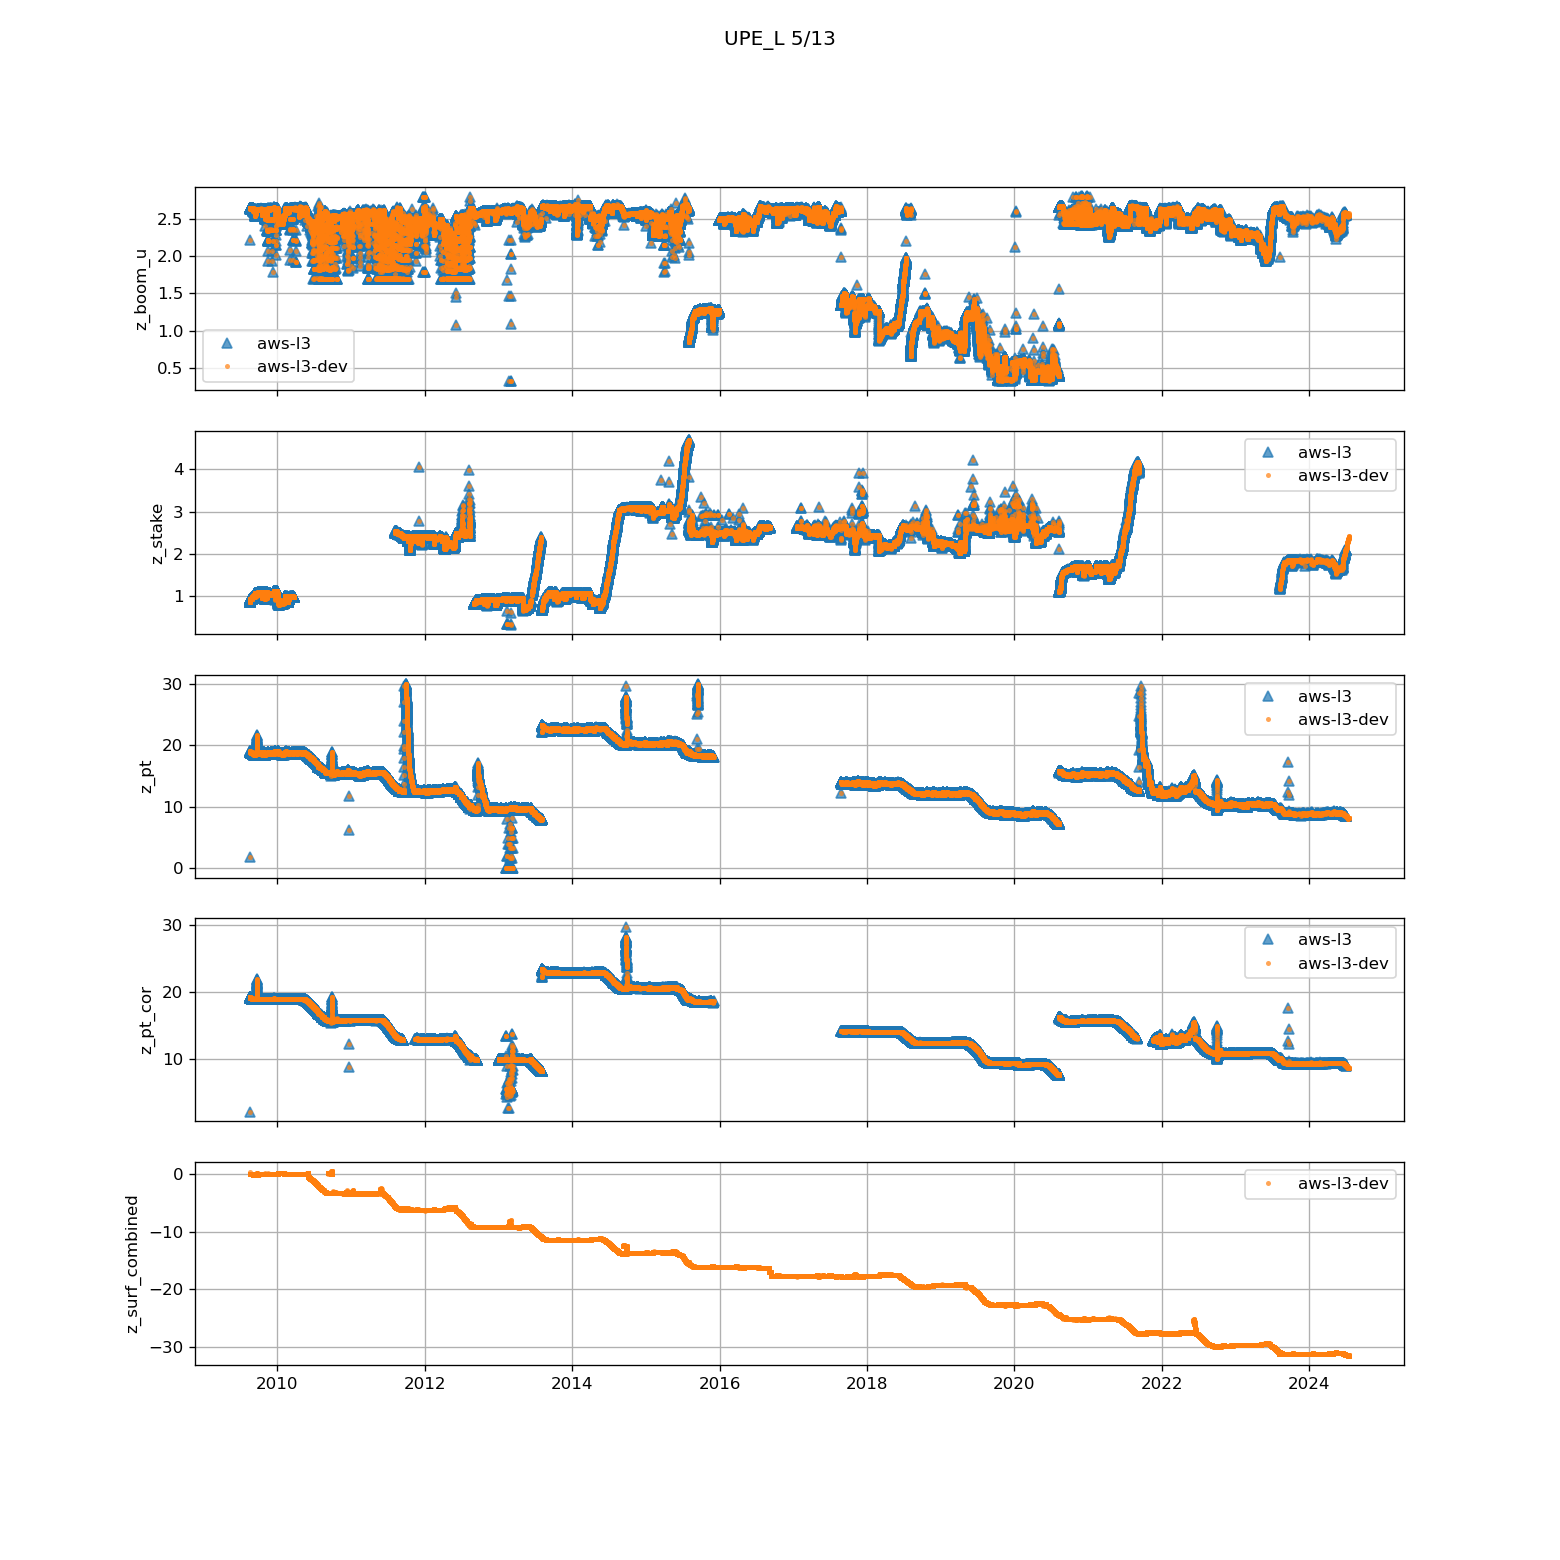 UPE_L 5/13
z_boom_u
2.5
2.0
1.5
1.0
0.5
aws-l3
aws-l3-dev
z_stake
4
3
2
1
aws-l3
aws-l3-dev
z_pt
30
20
10
0
aws-l3
aws-l3-dev
z_pt_cor
30
20
10
aws-l3
aws-l3-dev
z_surf_combined
0
−10
−20
−30
aws-l3-dev
2010 2012 2014 2016 2018 2020 2022 2024